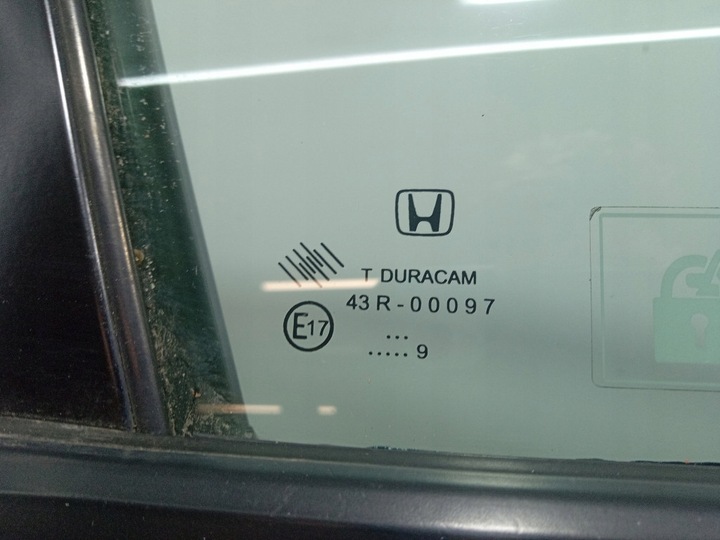 T DURACAM
43 R - 00097
E17
...
..... 9